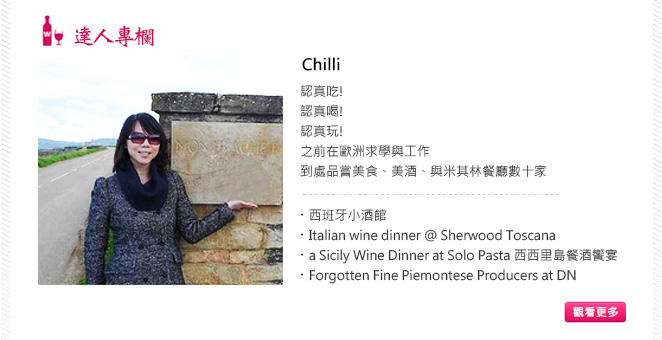 W
達人專欄
Chilli
認真吃!
認真喝!
認真玩!
之前在歐洲求學與工作
到處品嘗美食、美酒、與米其林餐廳數十家
MONTRACHET
· 西班牙小酒館
· Italian wine dinner @ Sherwood Toscana
· a Sicily Wine Dinner at Solo Pasta 西西里島餐酒饗宴
· Forgotten Fine Piemontese Producers at DN
觀看更多